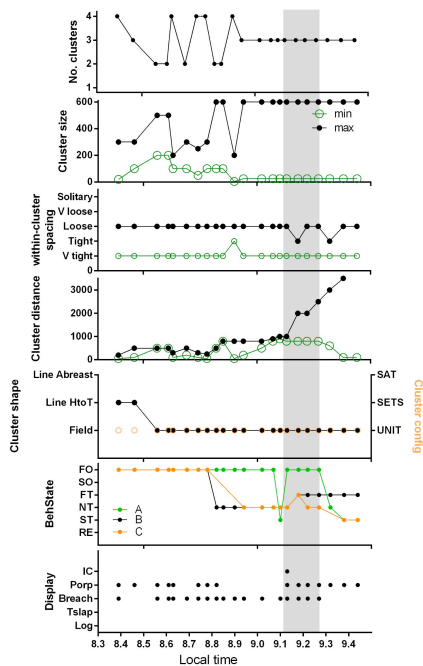 No. clusters
4
3
2
1
Cluster size
600
400
200
0
min
max
within-cluster
spacing
Solitary
V loose
Loose
Tight
V tight
0
Cluster distance
3000
2000
1000
0
Cluster shape
Line Abreast
Line HtoT
Field
SAT
SETS
UNIT
Cluster config
BehState
FO
SO
FT
NT
ST
RE
A
B
C
Display
IC
Porp
Breach
Tslap
Log
8.3 8.4 8.5 8.6 8.7 8.8 8.9 9.0 9.1 9.2 9.3 9.4
Local time